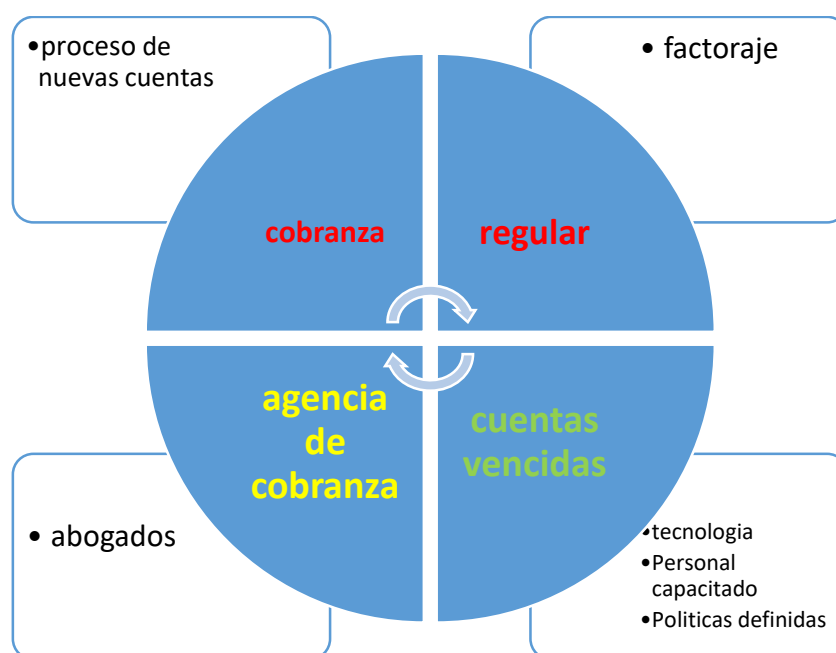 •proceso de
nuevas cuentas
• factoraje
cobranza
regular
agencia
de
cobranza
cuentas
vencidas
• abogados
•tecnologia
•Personal
capacitado
•Politicas definidas